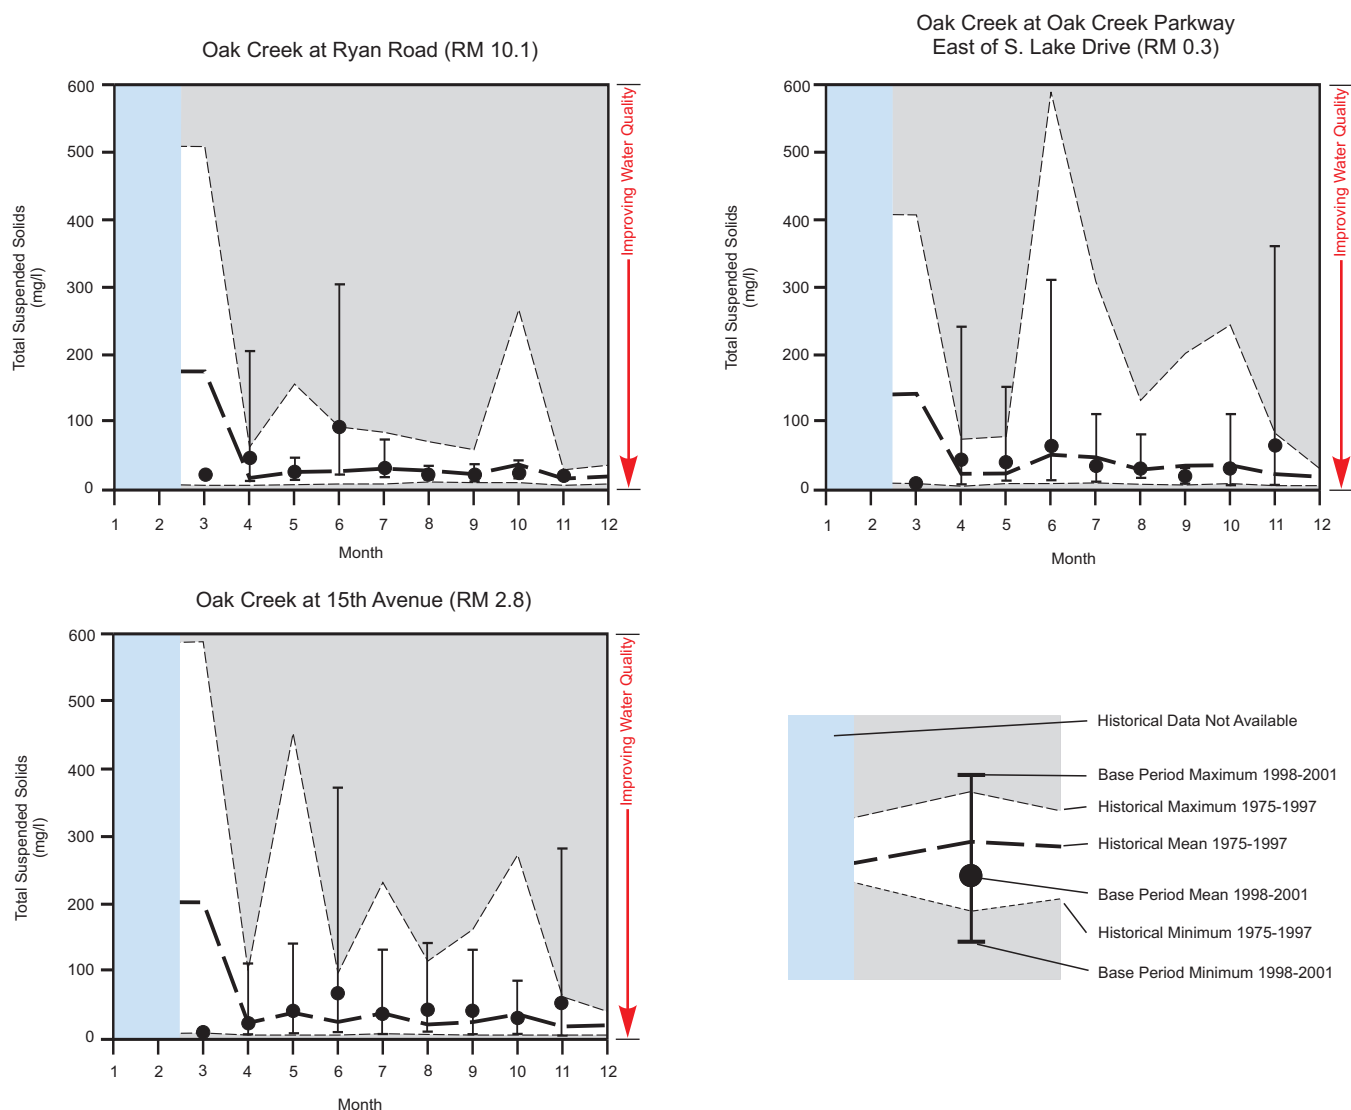 Oak Creek at Ryan Road (RM 10.1)
600
500
400
300
200
100
0
Total Suspended Solids
(mg/l)
1 2 3 4 5 6 7 8 9 10 11 12
Month
Improving Water Quality
Oak Creek at Oak Creek Parkway
East of S. Lake Drive (RM 0.3)
600
500
400
300
200
100
0
Total Suspended Solids
(mg/l)
1 2 3 4 5 6 7 8 9 10 11 12
Month
Improving Water Quality
Oak Creek at 15th Avenue (RM 2.8)
600
500
400
300
200
100
0
Total Suspended Solids
(mg/l)
1 2 3 4 5 6 7 8 9 10 11 12
Month
Improving Water Quality
Historical Data Not Available
Base Period Maximum 1998-2001
Historical Maximum 1975-1997
Historical Mean 1975-1997
Base Period Mean 1998-2001
Historical Minimum 1975-1997
Base Period Minimum 1998-2001